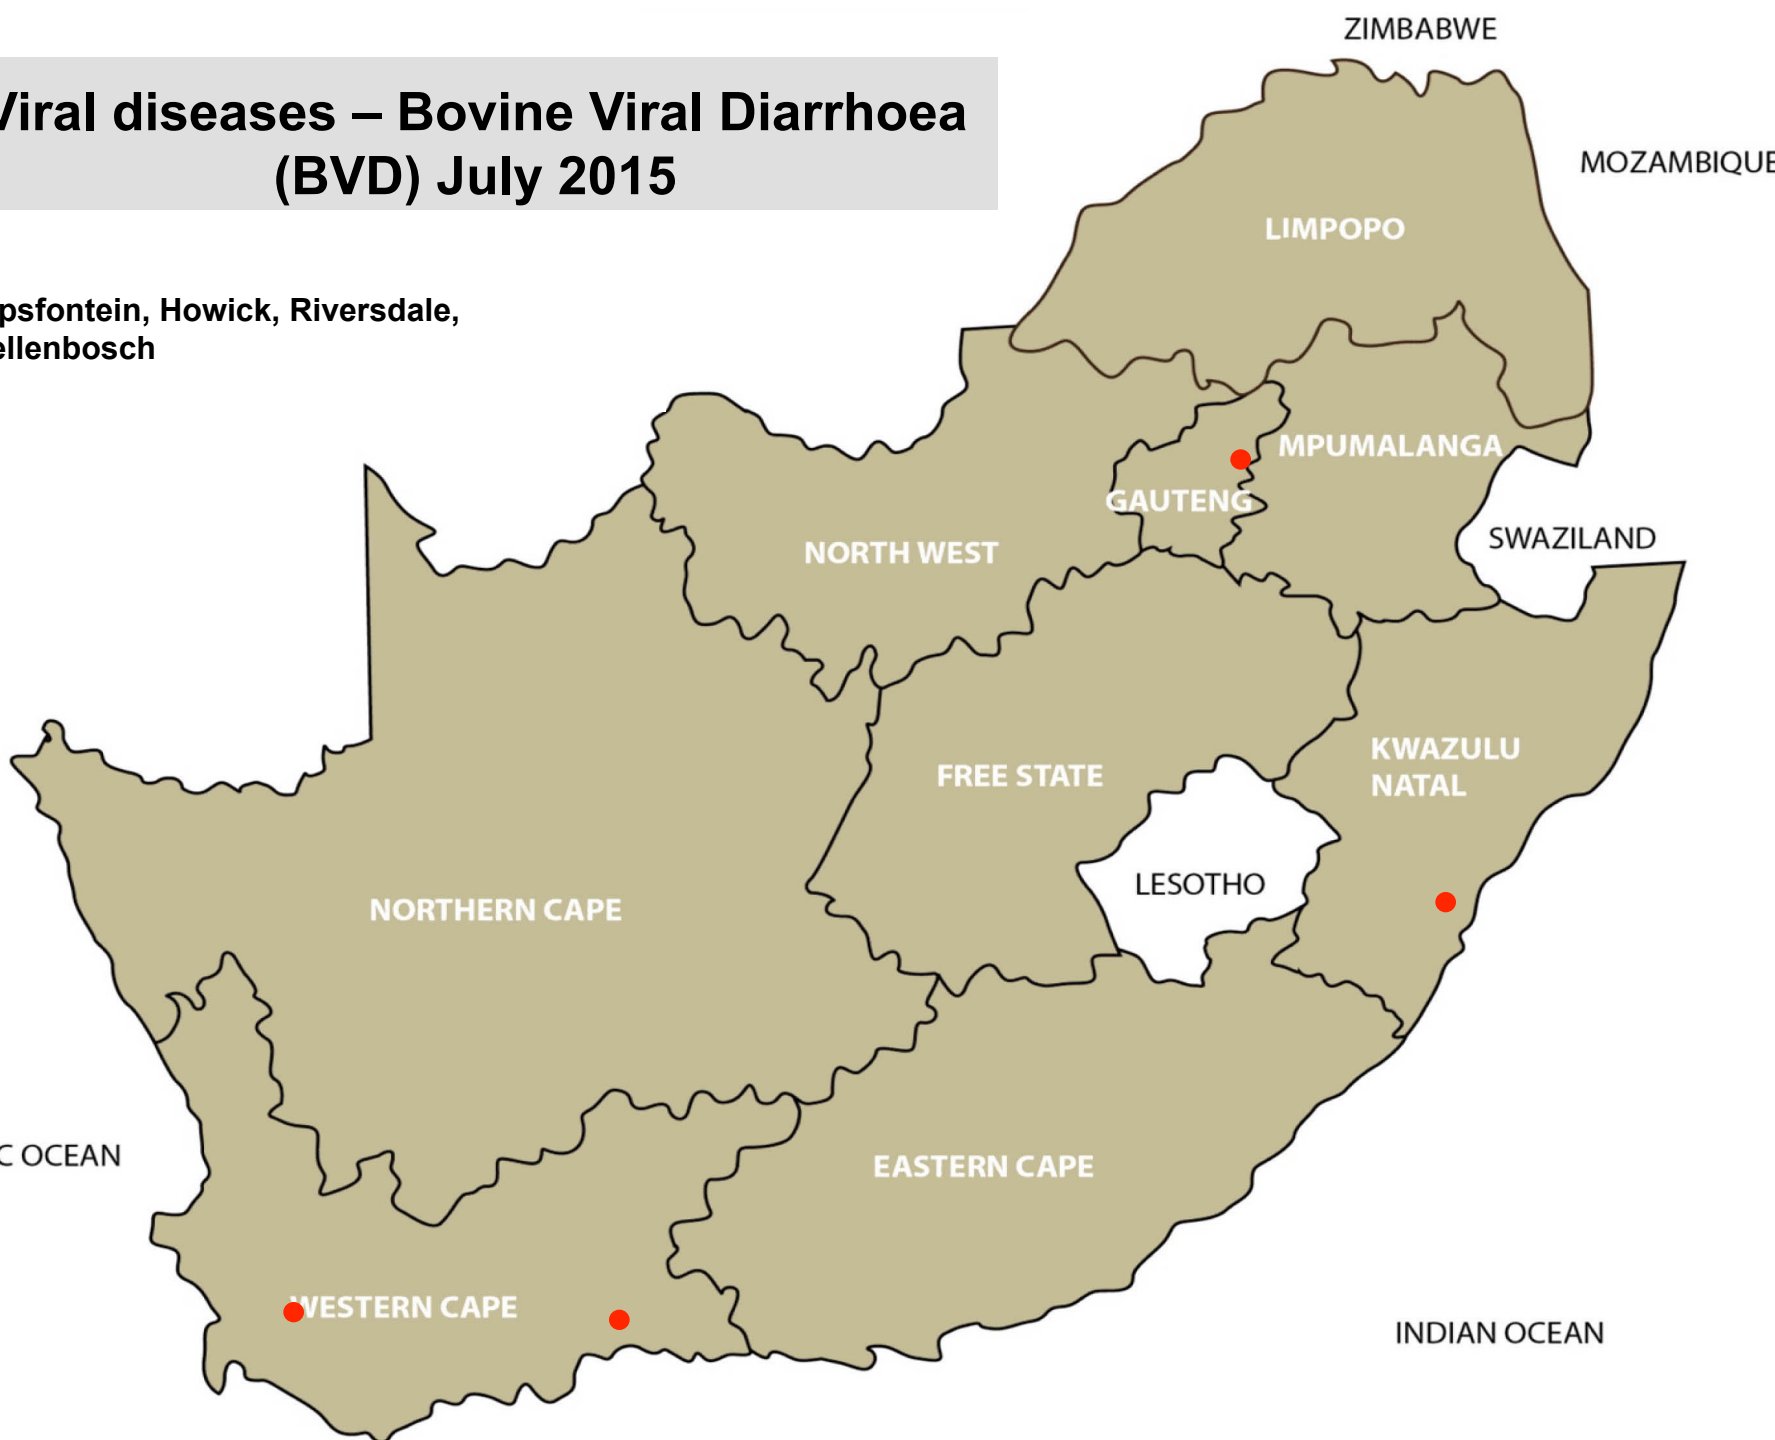 Viral diseases – Bovine Viral Diarrhoea
(BVD) July 2015
psfontein, Howick, Riversdale,
ellenbosch
ZIMBABWE
MOZAMBIQUE
LIMPOPO
MPUMALANGA
GAUTENG
SWAZILAND
NORTH WEST
KWAZULU
NATAL
FREE STATE
LESOTHO
NORTHERN CAPE
C OCEAN
EASTERN CAPE
WESTERN CAPE
INDIAN OCEAN